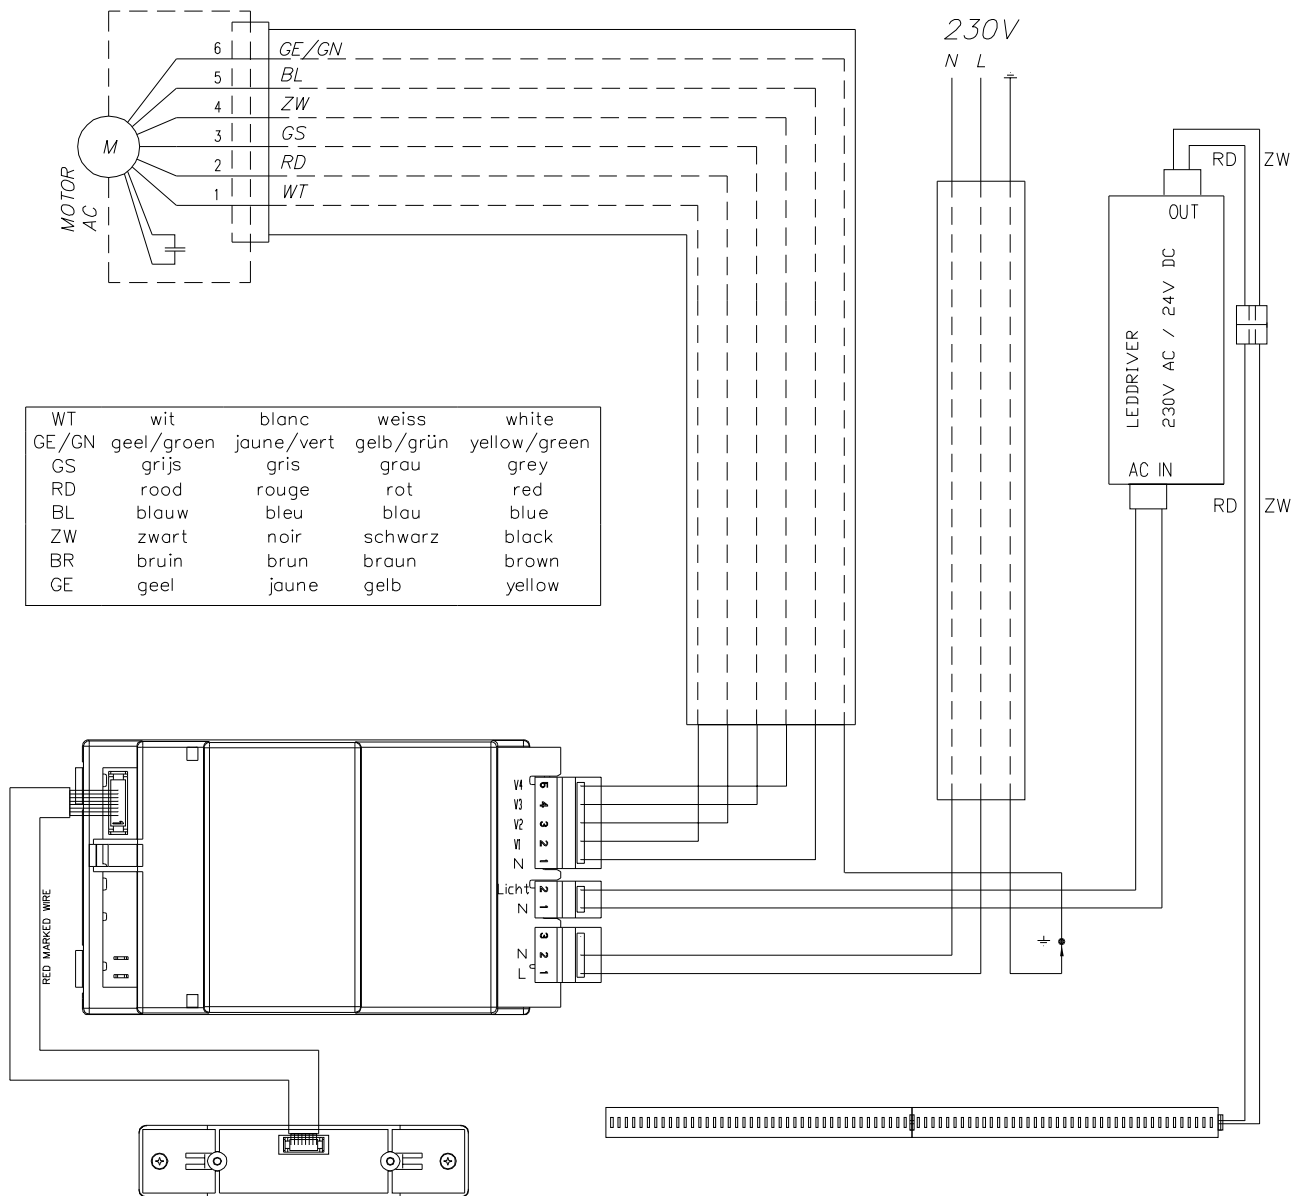 230V
N L
6 GE/GN
5 BL
4 ZW
3 GS
2 RD
1 WT
M
MOTOR
AC
RD ZW
OUT
LEDDRIVER
230V AC / 24V DC
AC IN
RD ZW
WT wit blanc weiss white
GE/GN geel/groen jaune/vert gelb/grün yellow/green
GS grijs gris grau grey
RD rood rouge rot red
BL blauw bleu blau blue
ZW zwart noir schwarz black
BR bruin brun braun brown
GE geel jaune gelb yellow
V4 5
V3 4
V2 3
V1 2
N 1
Licht 2
N 1
3
N 2
L 1
RED MARKED WIRE